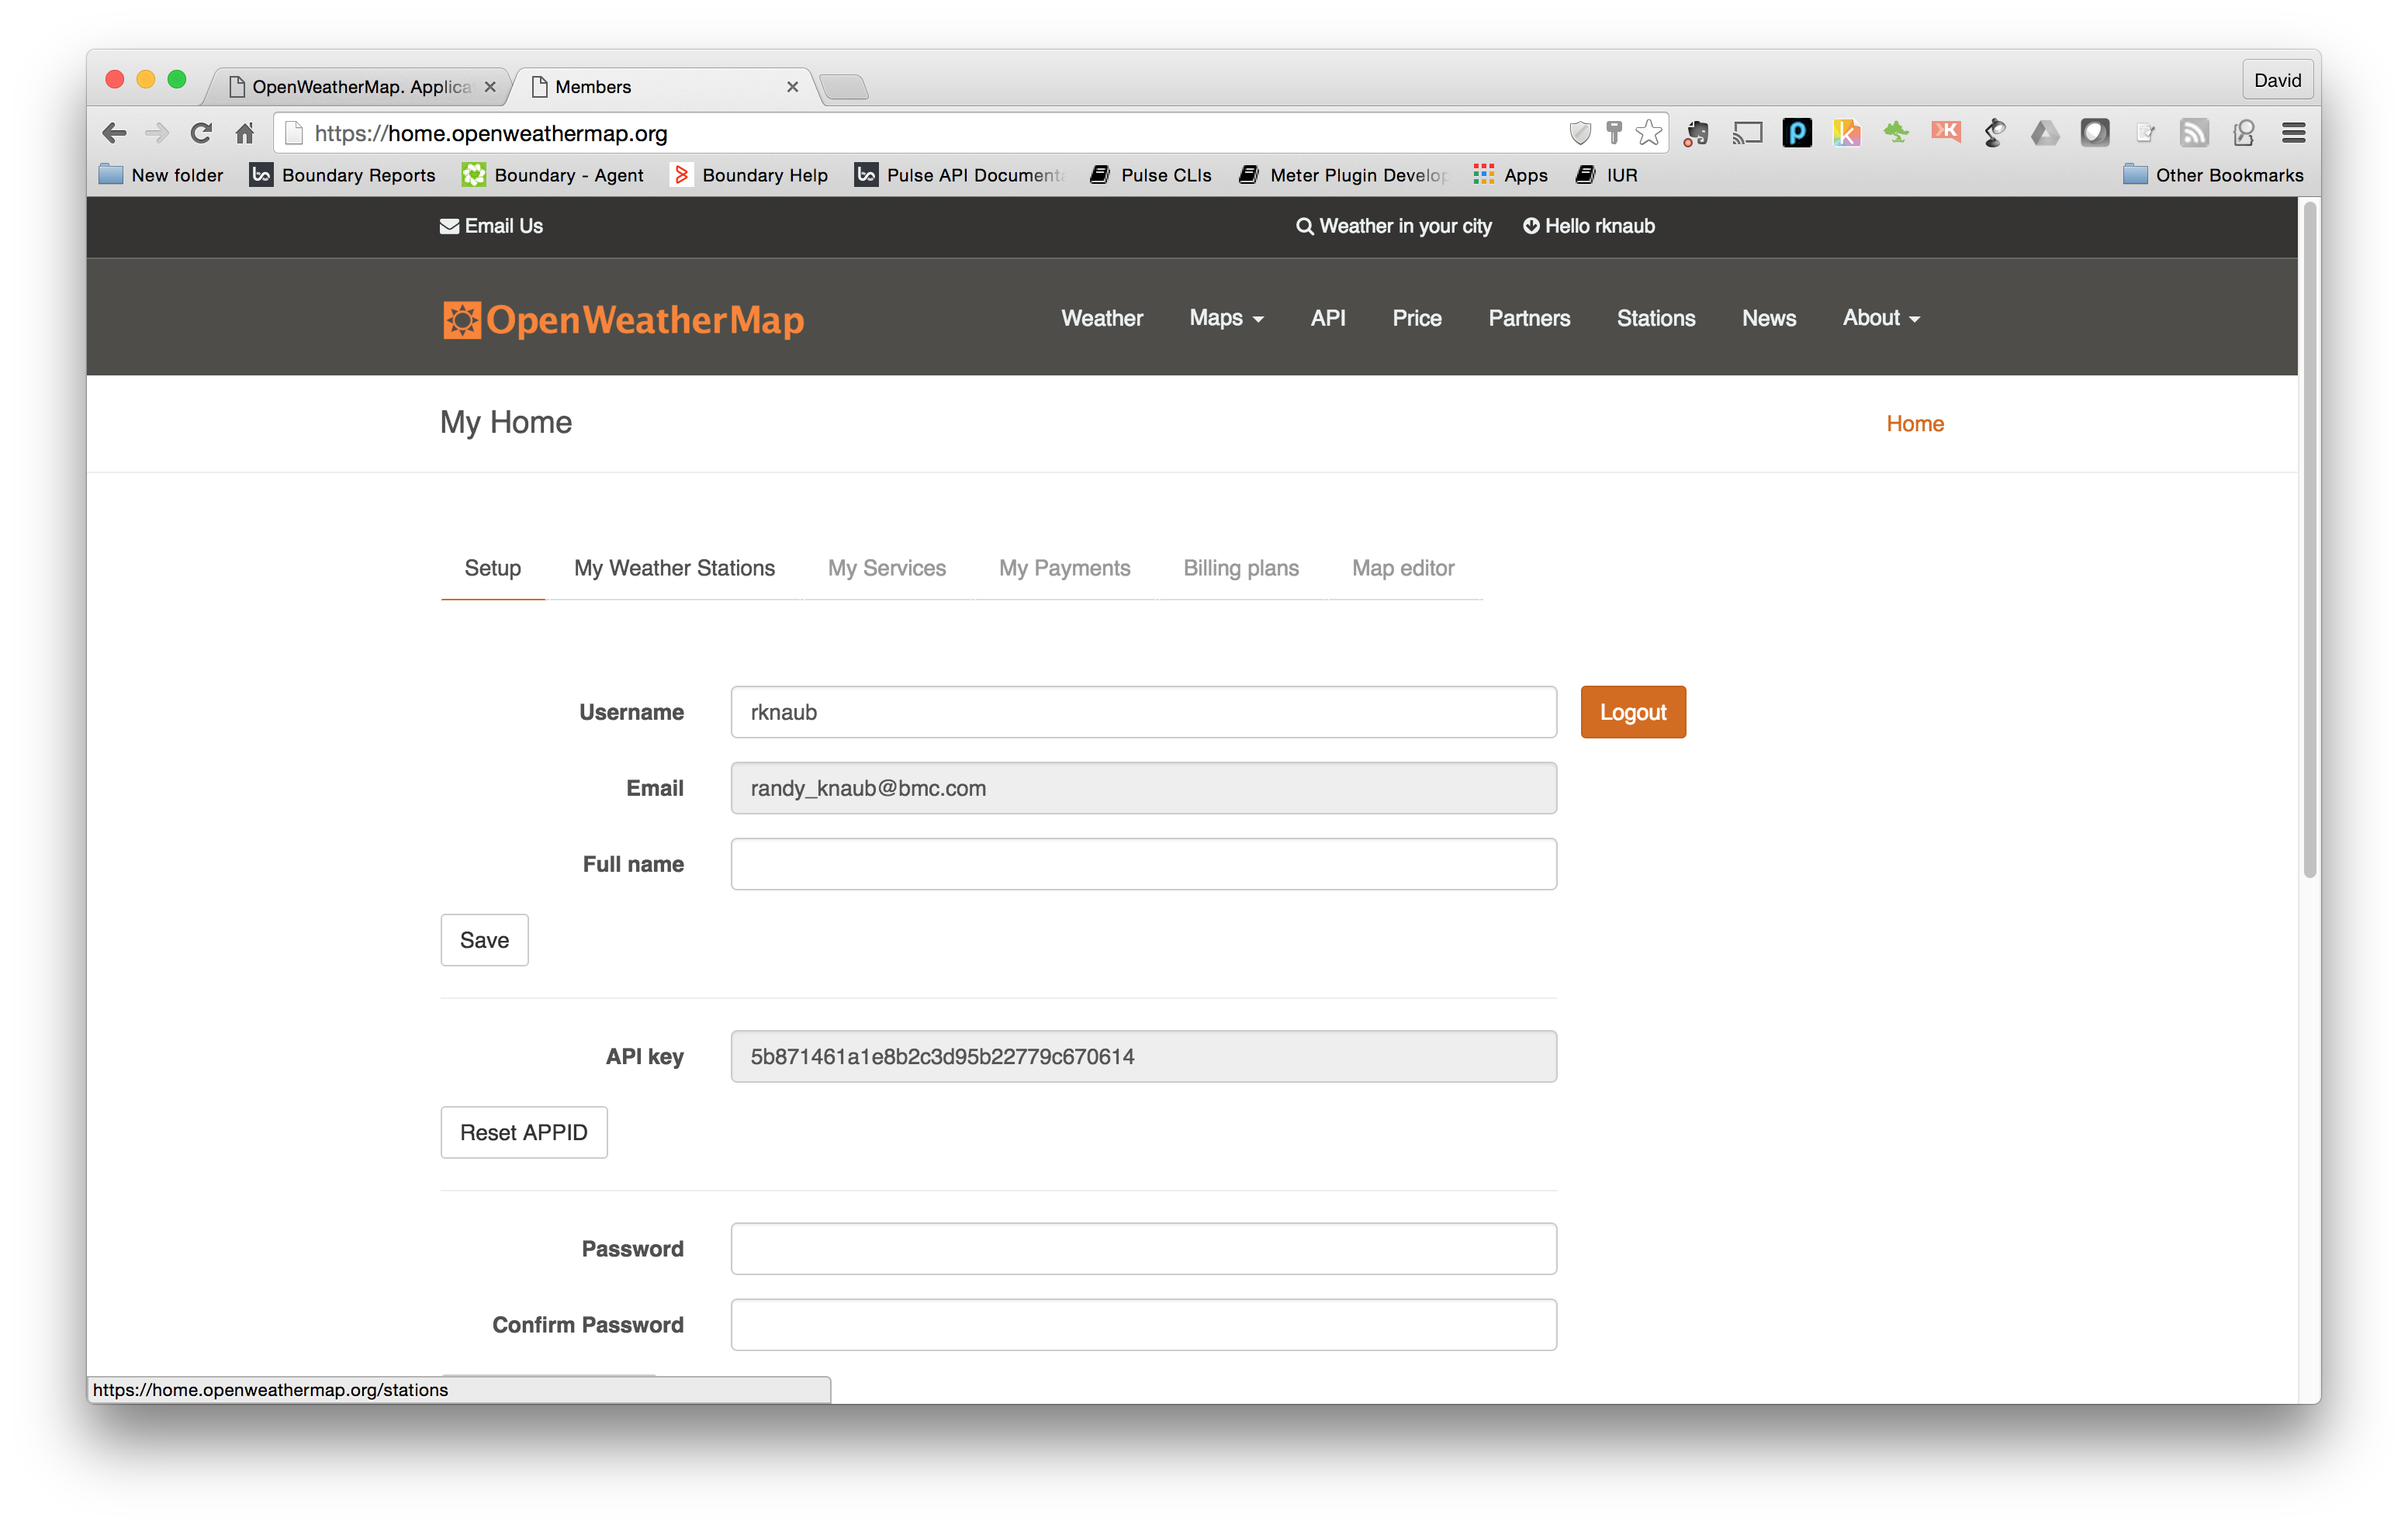 OpenWeatherMap. Applica
Members
David
https://home.openweathermap.org
New folder
Boundary Reports
Boundary - Agent
Boundary Help
Pulse API Document
Pulse CLIs
Meter Plugin Develop
Apps
IUR
Other Bookmarks
Email Us
Weather in your city
Hello rknaub
OpenWeatherMap
Weather
Maps
API
Price
Partners
Stations
News
About
My Home
Home
Setup
My Weather Stations
My Services
My Payments
Billing plans
Map editor
Username
rknaub
Logout
Email
randy_knaub@bmc.com
Full name
Save
API key
5b871461a1e8b2c3d95b22779c670614
Reset APPID
Password
Confirm Password
https://home.openweathermap.org/stations